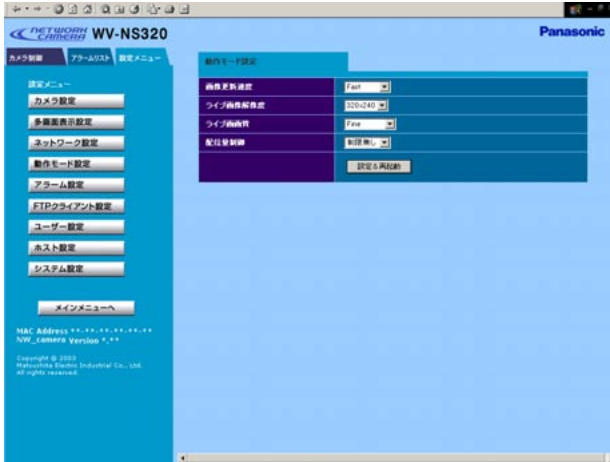 NETWORK CAMERA WV-NS320
Panasonic
カメラ制御 アラームリスト 設定メニュー
動作モード設定
設定メニュー
カメラ設定
多画面表示設定
ネットワーク設定
動作モード設定
アラーム設定
FTPクライアント設定
ユーザー設定
ホスト設定
システム設定
メインメニューへ
画像更新速度 Fast
ライブ画像解像度 320×240
ライブ画画質 Fine
配信量制御 制限無し
設定&再起動
MAC Address **-**-**-**-**-**
NW_camera Version *.**
Copyright © 2003
Matsushita Electric Industrial Co., Ltd.
All rights reserved.